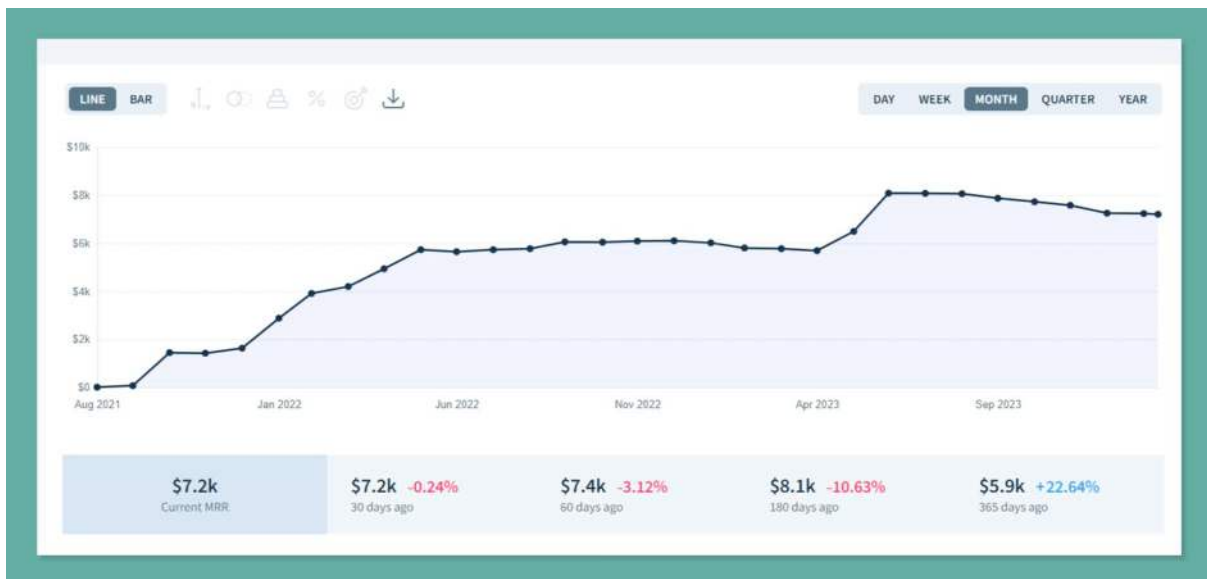 LINE BAR % DAY WEEK MONTH QUARTER YEAR
$10k
$8k
$6k
$4k
$2k
$0
Aug 2021 Jan 2022 Jun 2022 Nov 2022 Apr 2023 Sep 2023
$7.2k $7.2k -0.24% $7.4k -3.12% $8.1k -10.63% $5.9k +22.64%
Current MRR 30 days ago 60 days ago 180 days ago 365 days ago